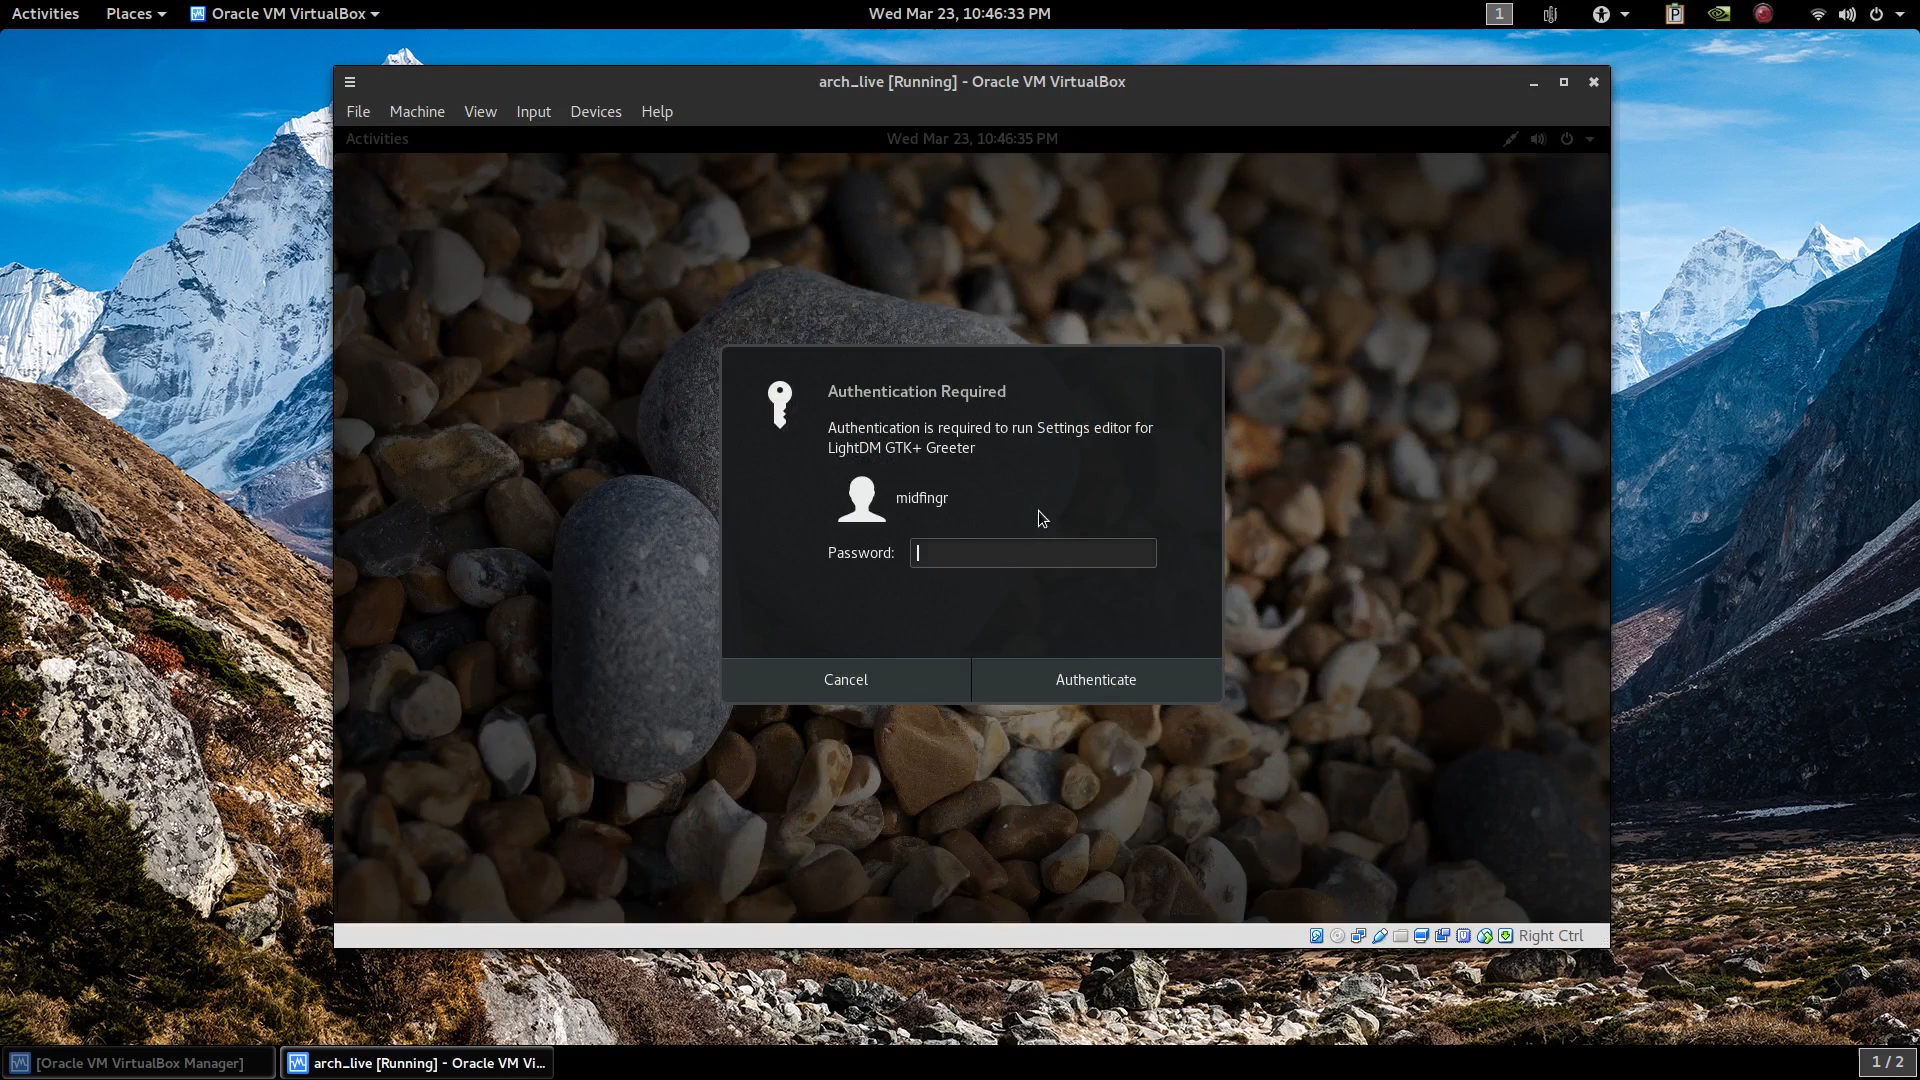 Activities Places Oracle VM VirtualBox Wed Mar 23, 10:46:33 PM 1
arch_live [Running] - Oracle VM VirtualBox
File Machine View Input Devices Help
Activities Wed Mar 23, 10:46:35 PM
Authentication Required
Authentication is required to run Settings editor for
LightDM GTK+ Greeter
midfingr
Password:
Cancel Authenticate
Right Ctrl
[Oracle VM VirtualBox Manager] arch_live [Running] - Oracle VM Vi... 1 / 2